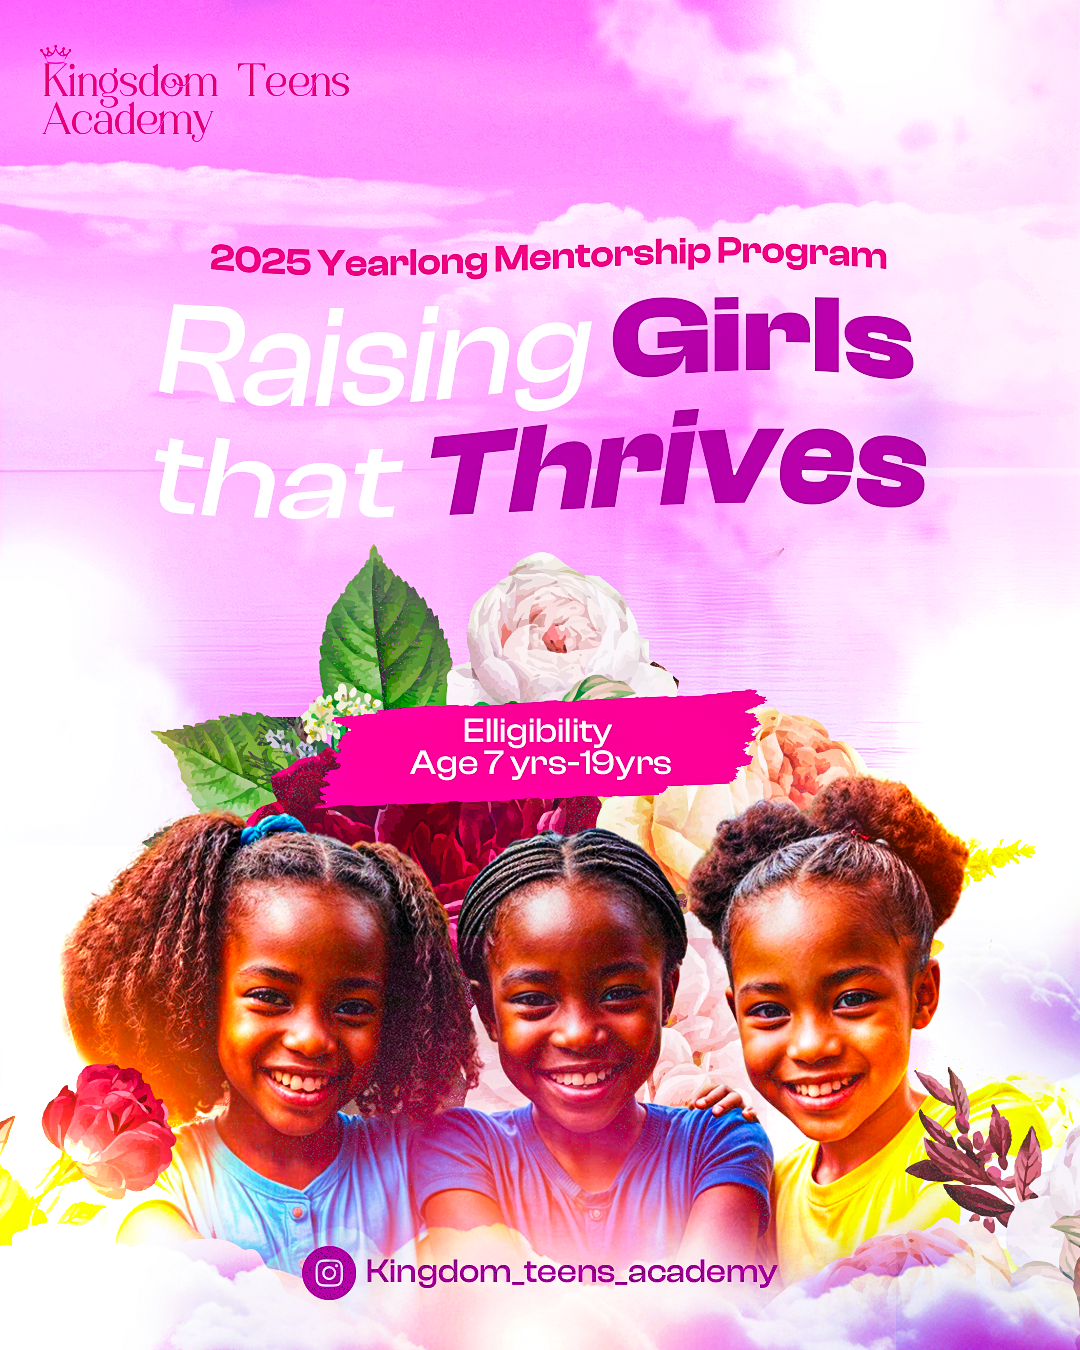 Kingsdom Teens
Academy
2025 Yearlong Mentorship Program
Raising Girls
that Thrives
Elligibility
Age 7 yrs-19yrs
Kingdom_teens_academy